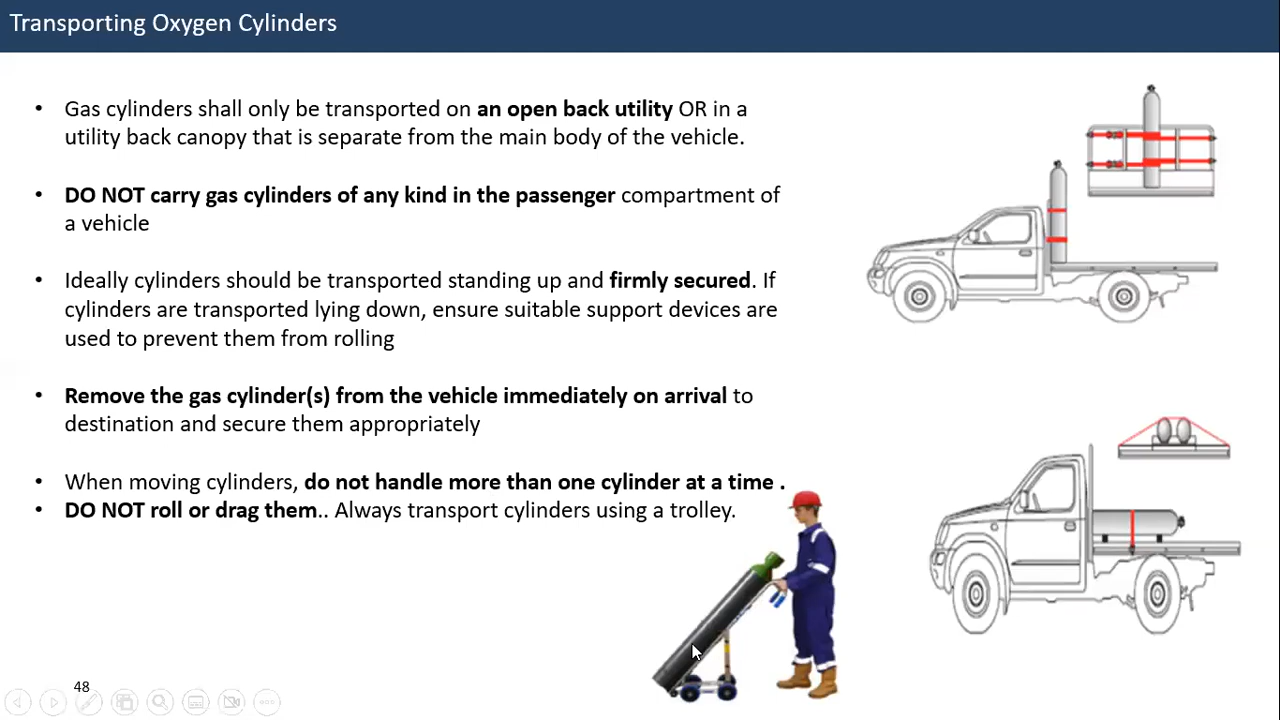 Transporting Oxygen Cylinders
• Gas cylinders shall only be transported on an open back utility OR in a
utility back canopy that is separate from the main body of the vehicle.
• DO NOT carry gas cylinders of any kind in the passenger compartment of
a vehicle
• Ideally cylinders should be transported standing up and firmly secured. If
cylinders are transported lying down, ensure suitable support devices are
used to prevent them from rolling
• Remove the gas cylinder(s) from the vehicle immediately on arrival to
destination and secure them appropriately
• When moving cylinders, do not handle more than one cylinder at a time .
• DO NOT roll or drag them.. Always transport cylinders using a trolley.
48